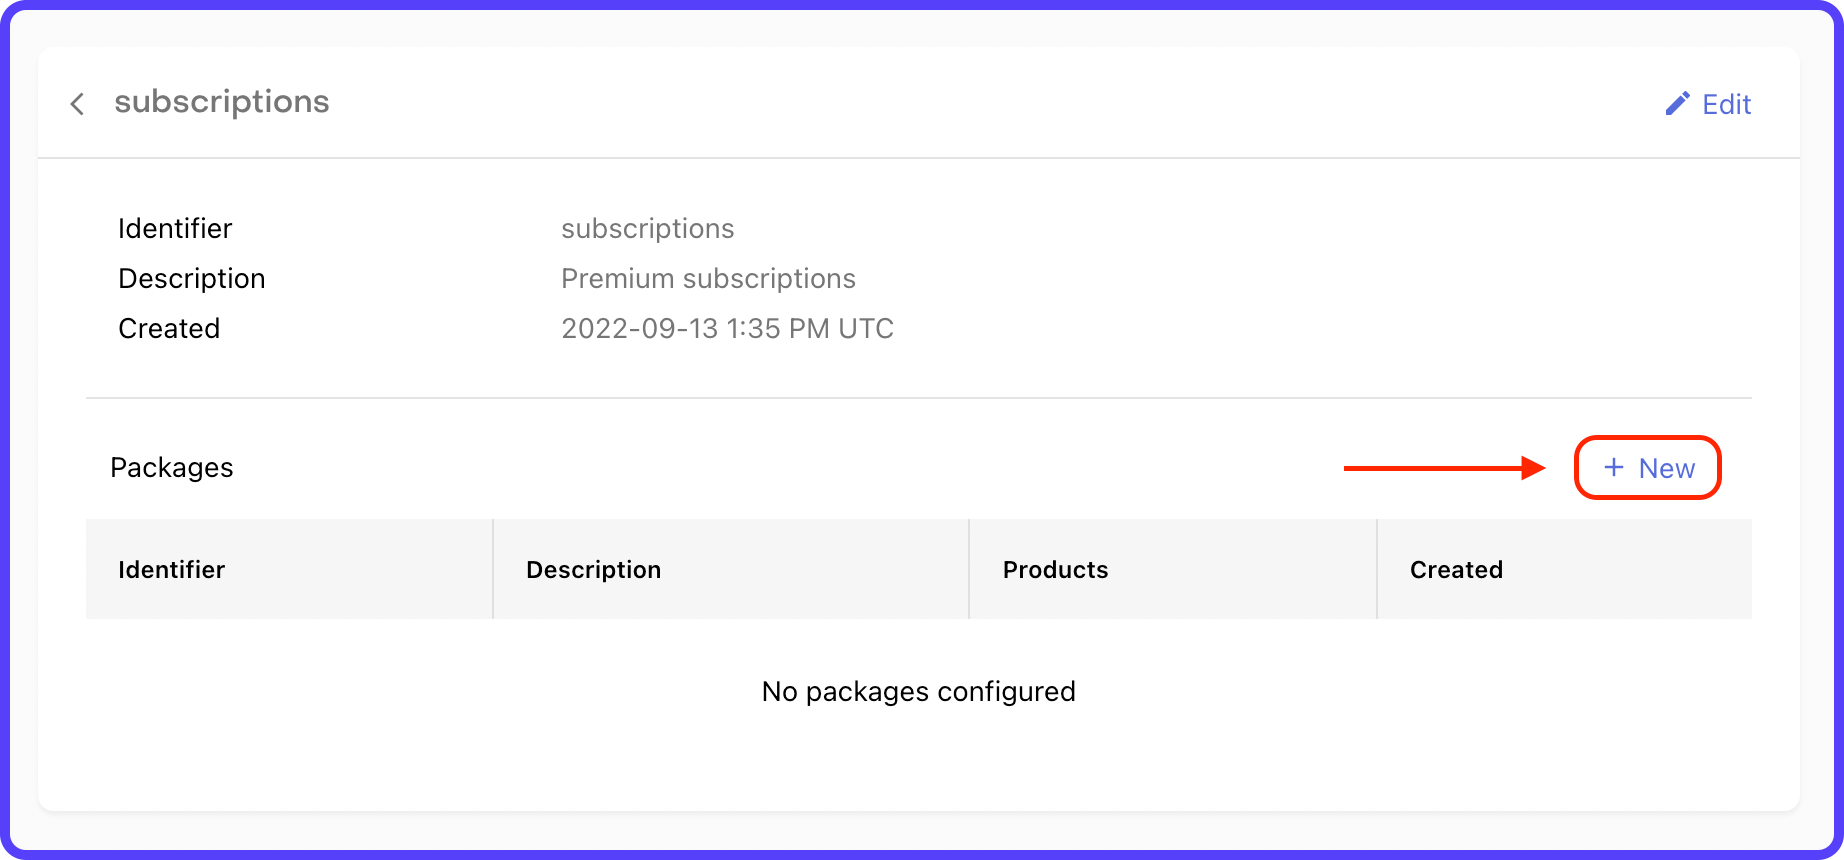 subscriptions
Edit
Identifier subscriptions
Description Premium subscriptions
Created 2022-09-13 1:35 PM UTC
Packages
+ New
Identifier Description Products Created
No packages configured